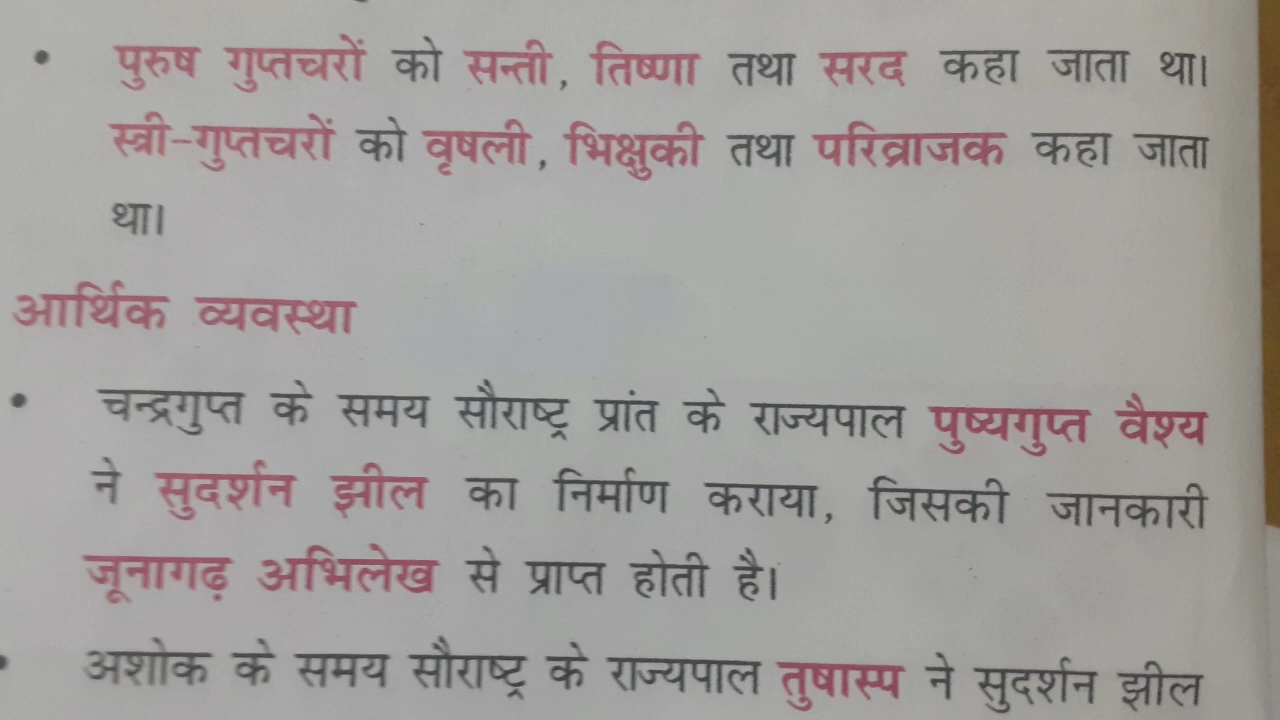 • पुरुष गुप्तचरों को सन्ती, तिष्णा तथा सरद कहा जाता था।
स्त्री-गुप्तचरों को वृषली, भिक्षुकी तथा परिव्राजक कहा जाता
था।
आर्थिक व्यवस्था
• चन्द्रगुप्त के समय सौराष्ट्र प्रांत के राज्यपाल पुष्यगुप्त वैश्य
ने सुदर्शन झील का निर्माण कराया, जिसकी जानकारी
जूनागढ़ अभिलेख से प्राप्त होती है।
• अशोक के समय सौराष्ट्र के राज्यपाल तुषास्प ने सुदर्शन झील